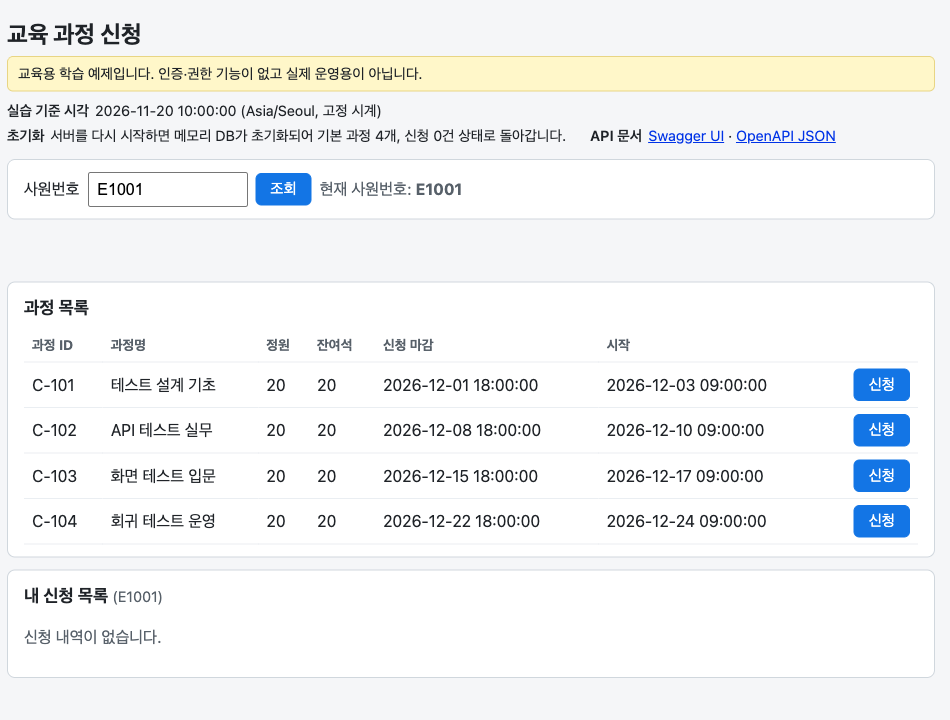 교육 과정 신청
교육용 학습 예제입니다. 인증·권한 기능이 없고 실제 운영용이 아닙니다.
실습 기준 시각 2026-11-20 10:00:00 (Asia/Seoul, 고정 시계)
초기화 서버를 다시 시작하면 메모리 DB가 초기화되어 기본 과정 4개, 신청 0건 상태로 돌아갑니다. API 문서 Swagger UI · OpenAPI JSON
사원번호 E1001 조회 현재 사원번호: E1001
과정 목록
과정 ID 과정명 정원 잔여석 신청 마감 시작
C-101 테스트 설계 기초 20 20 2026-12-01 18:00:00 2026-12-03 09:00:00 신청
C-102 API 테스트 실무 20 20 2026-12-08 18:00:00 2026-12-10 09:00:00 신청
C-103 화면 테스트 입문 20 20 2026-12-15 18:00:00 2026-12-17 09:00:00 신청
C-104 회귀 테스트 운영 20 20 2026-12-22 18:00:00 2026-12-24 09:00:00 신청
내 신청 목록 (E1001)
신청 내역이 없습니다.